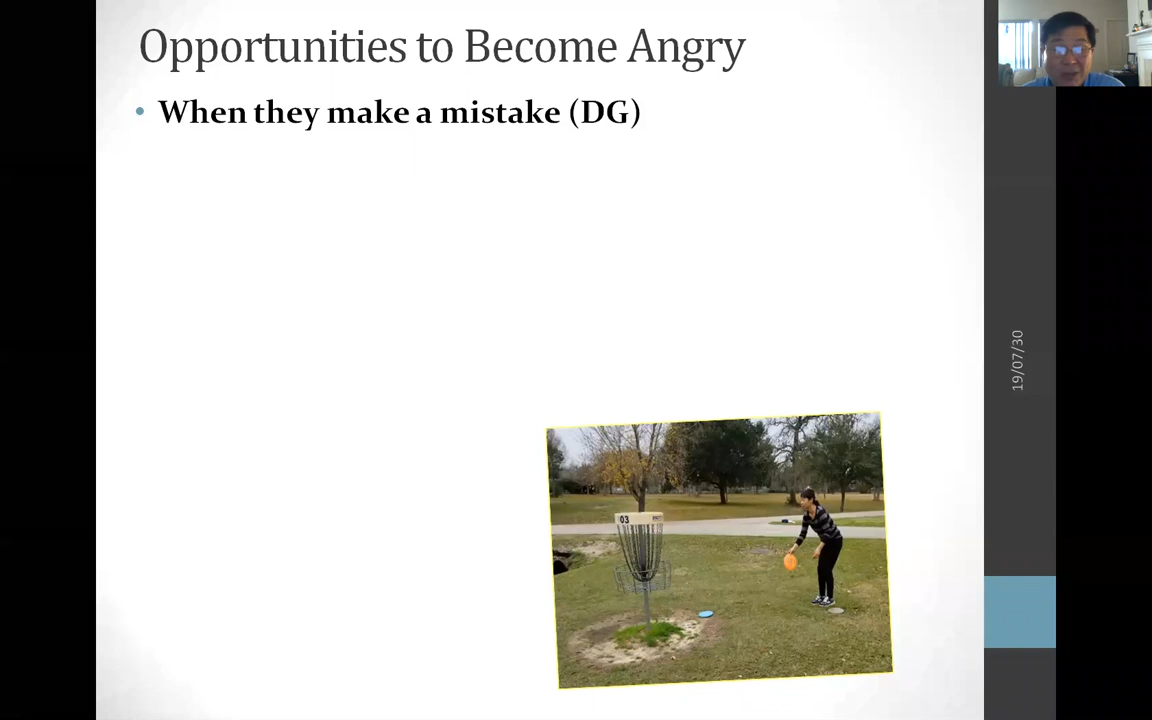 Opportunities to Become Angry
• When they make a mistake (DG)
19/07/30
03